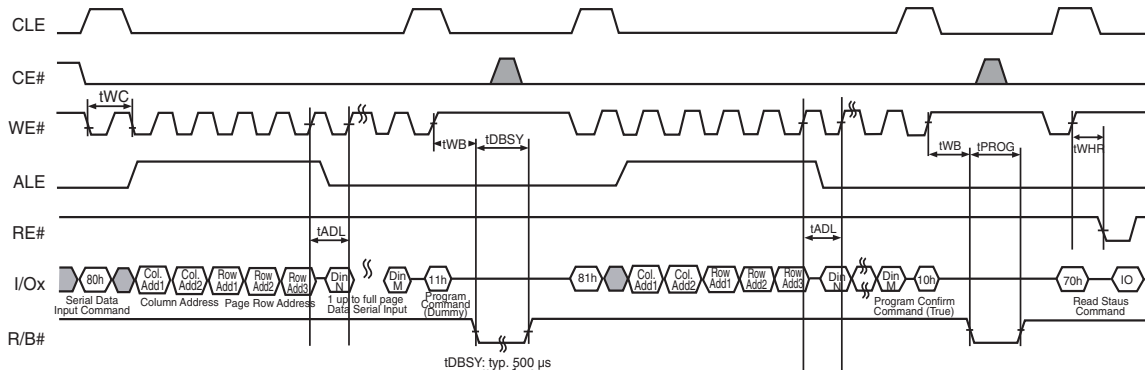 CLE
CE#
tWC
WE#
tWB
tDBSY
tWB
tPROG
tWHR
ALE
RE#
tADL
tADL
I/Ox
80h
Col. Add1
Col. Add2
Row Add1
Row Add2
Row Add3
Din N
Din M
11h
81h
Col. Add1
Col. Add2
Row Add1
Row Add2
Row Add3
Din N
Din M
10h
70h
IO
Serial Data
Input Command
Column Address
Page Row Address
1 up to full page
Data Serial Input
Program
Command
(Dummy)
Program Confirm
Command (True)
Read Staus
Command
R/B#
tDBSY: typ. 500 µs